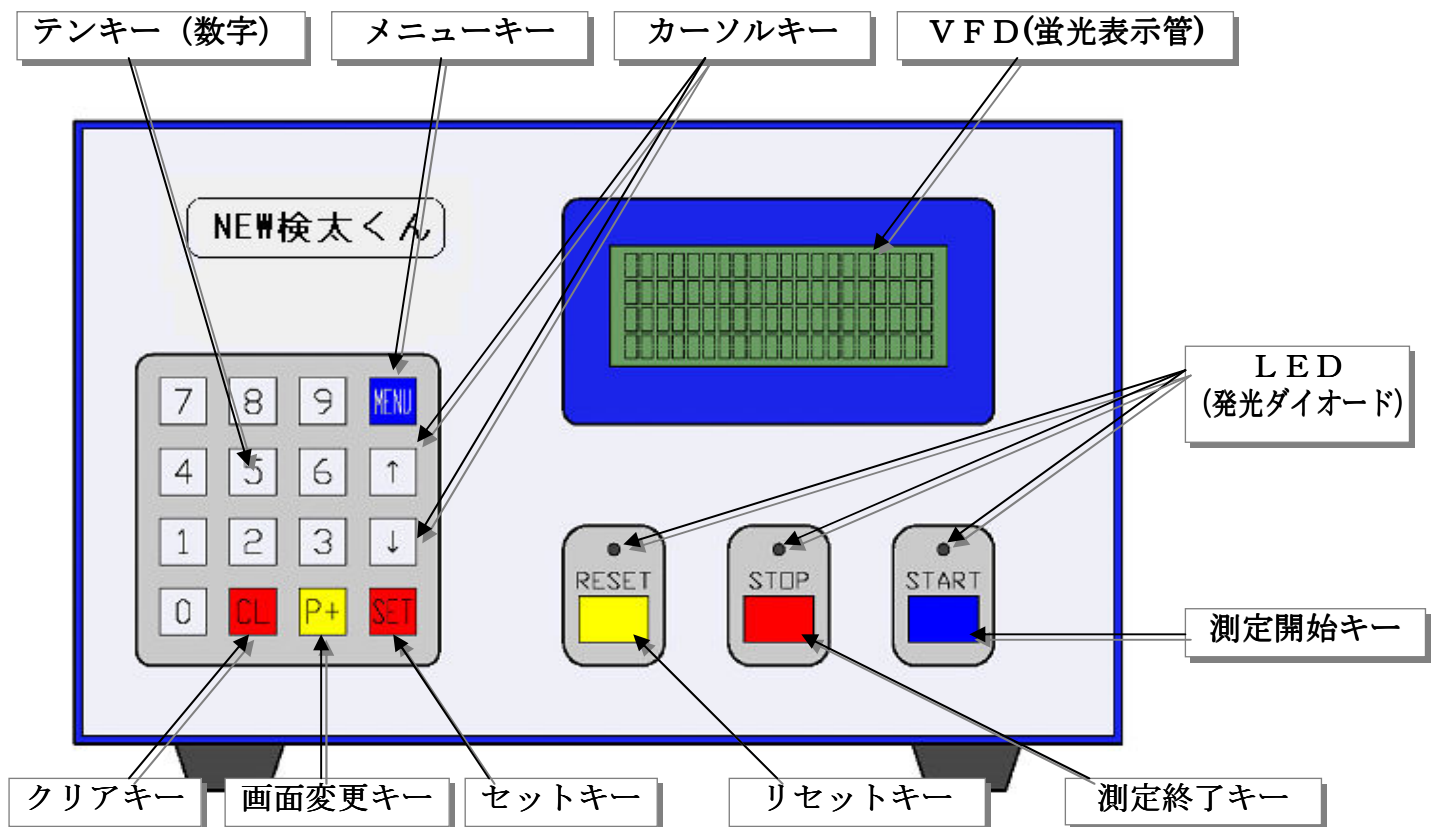 テンキー (数字)
メニューキー
カーソルキー
ＶＦＤ(蛍光表示管)
NEW検太くん
7 8 9 MENU
4 5 6 ↑
1 2 3 ↓
0 CL P+ SET
ＬＥＤ
(発光ダイオード)
RESET
STOP
START
測定開始キー
クリアキー
画面変更キー
セットキー
リセットキー
測定終了キー